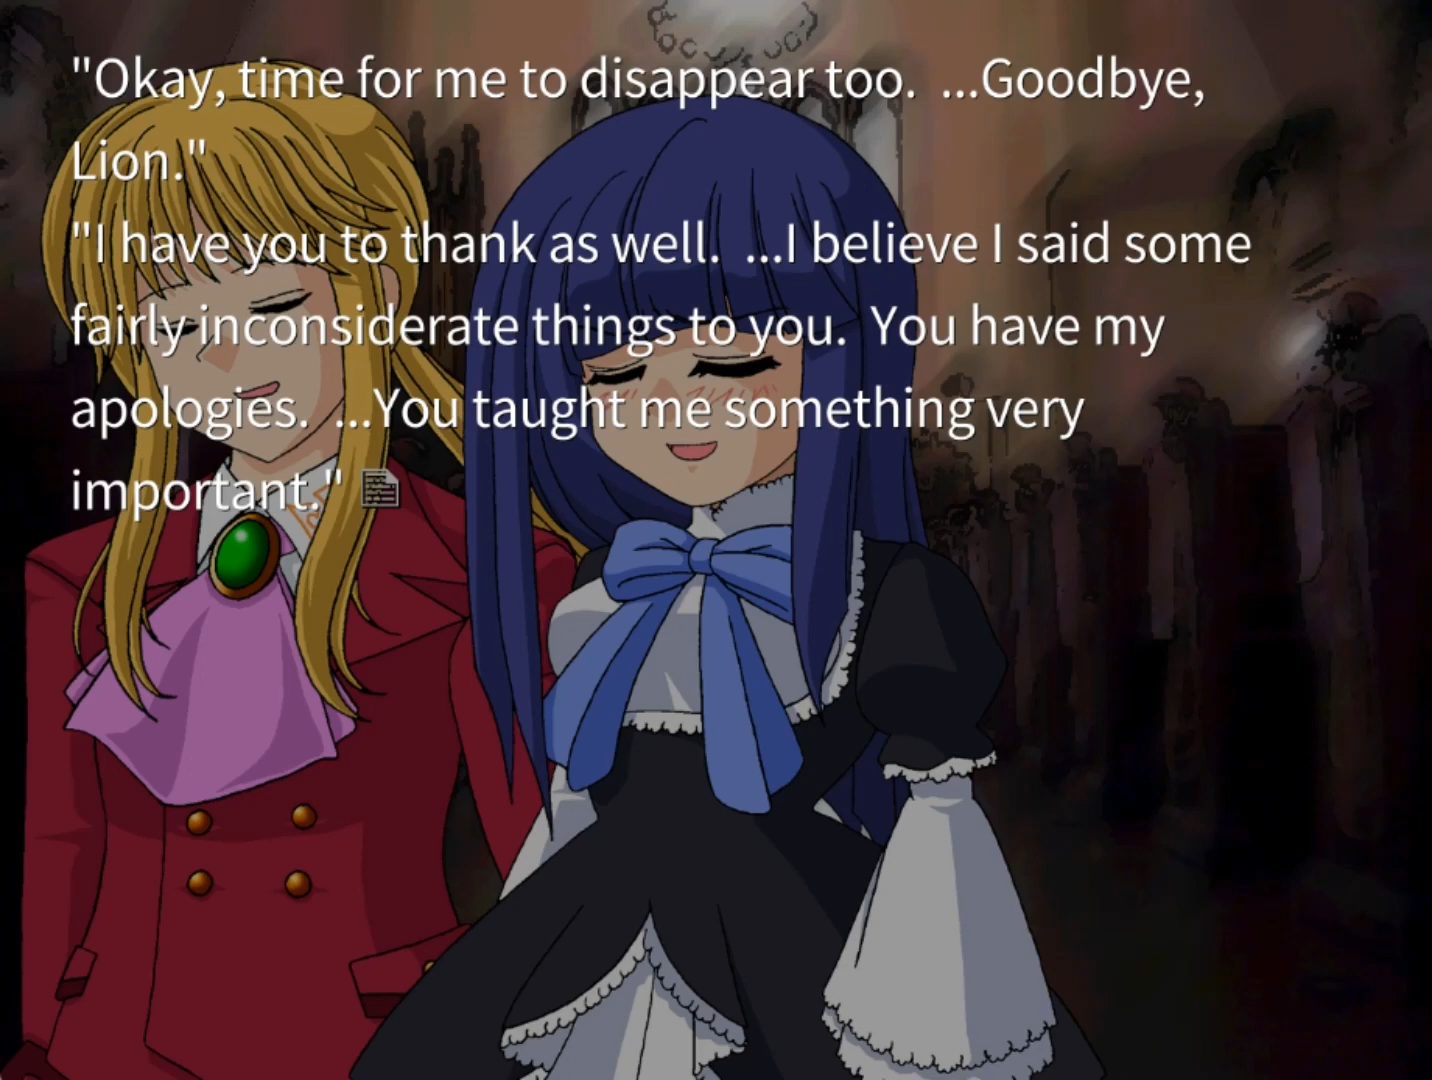 "Okay, time for me to disappear too.  ...Goodbye,
Lion."
"I have you to thank as well.  ...I believe I said some
fairly inconsiderate things to you.  You have my
apologies.  ...You taught me something very
important."